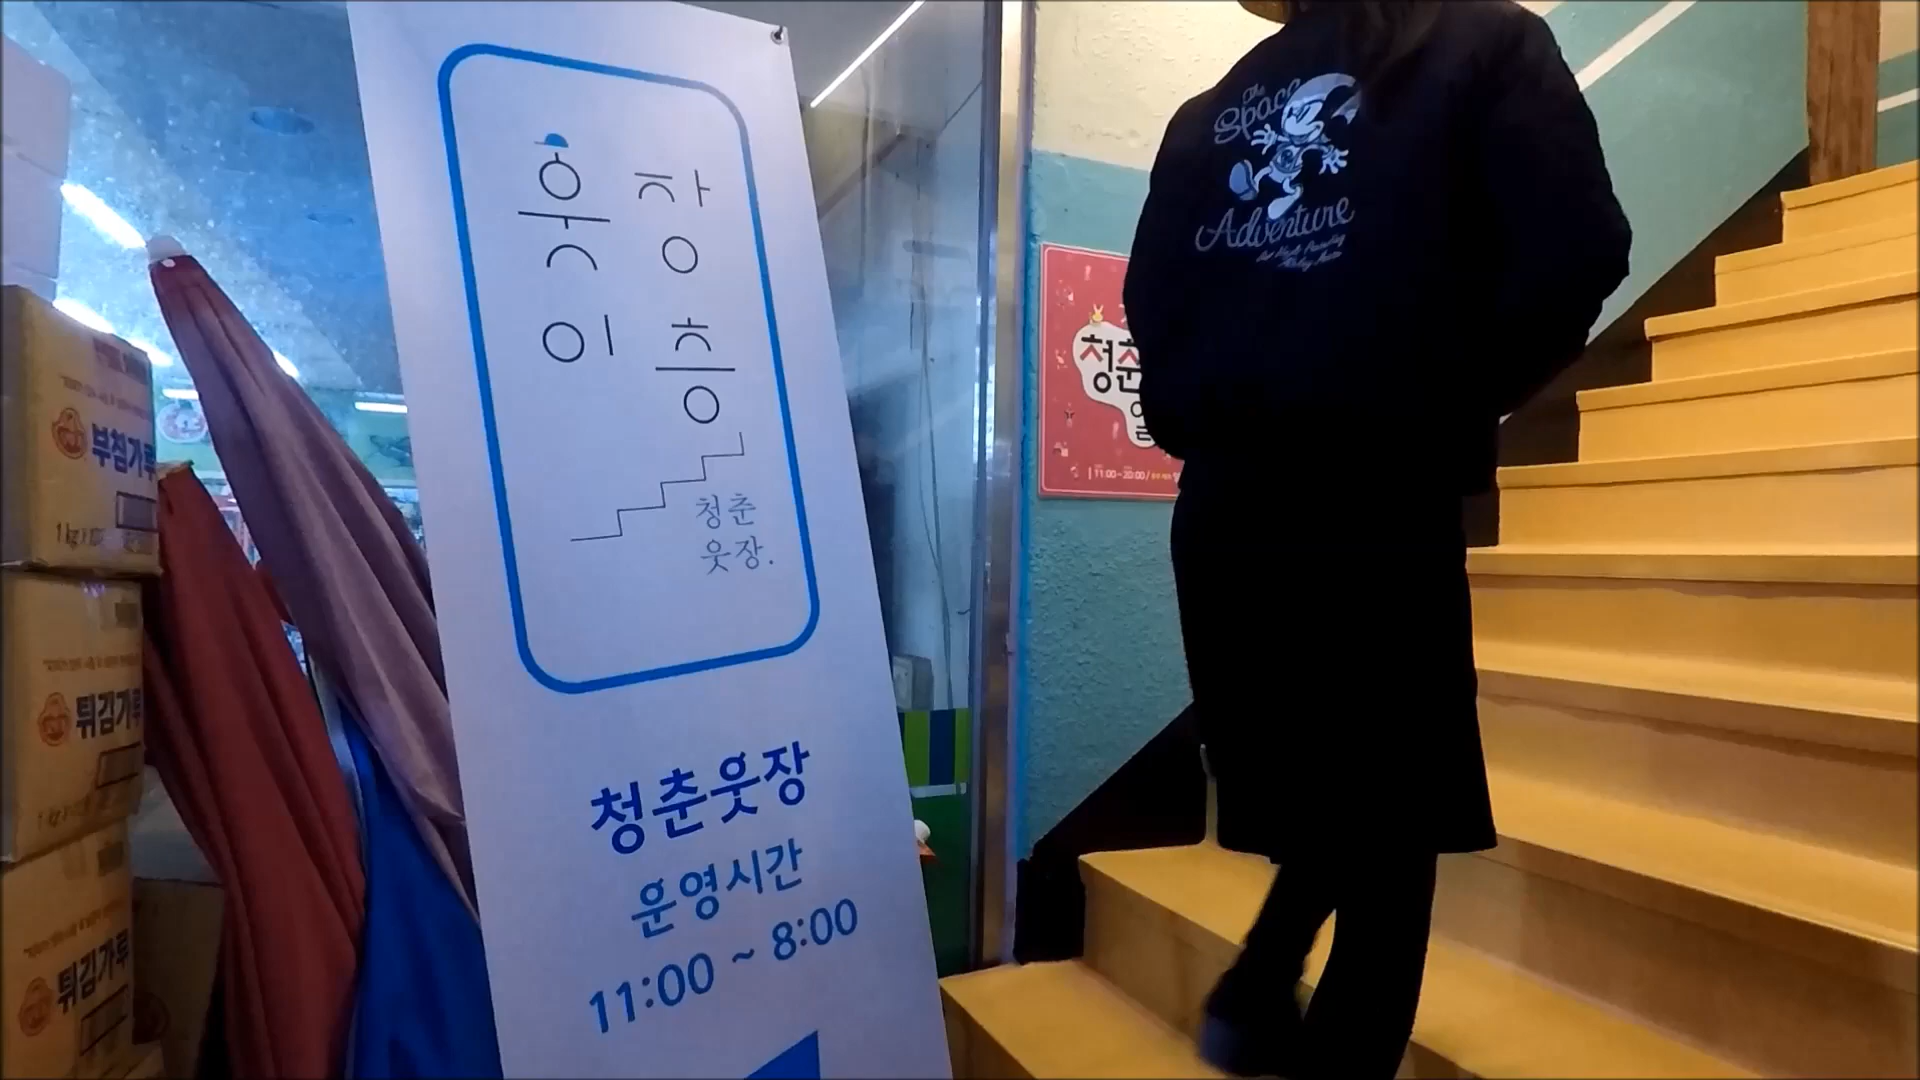 웃장
이층
청춘
웃장.
청춘웃장
운영시간
11:00 ~ 8:00
The
Space
Adventure
청춘
11:00~20:00 /
부침가루
1kg
튀김가루
튀김가루